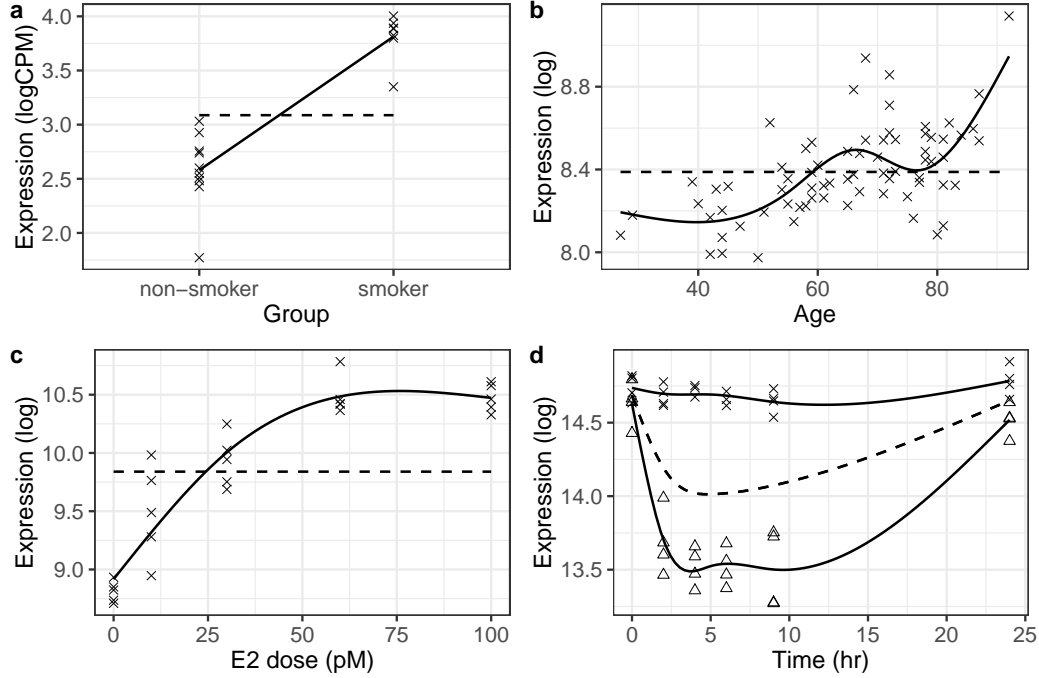 a
Expression (logCPM)
4.0
3.5
3.0
2.5
2.0
non−smoker
smoker
Group
b
Expression (log)
8.8
8.4
8.0
40
60
80
Age
c
Expression (log)
10.5
10.0
9.5
9.0
0
25
50
75
100
E2 dose (pM)
d
Expression (log)
14.5
14.0
13.5
0
5
10
15
20
25
Time (hr)